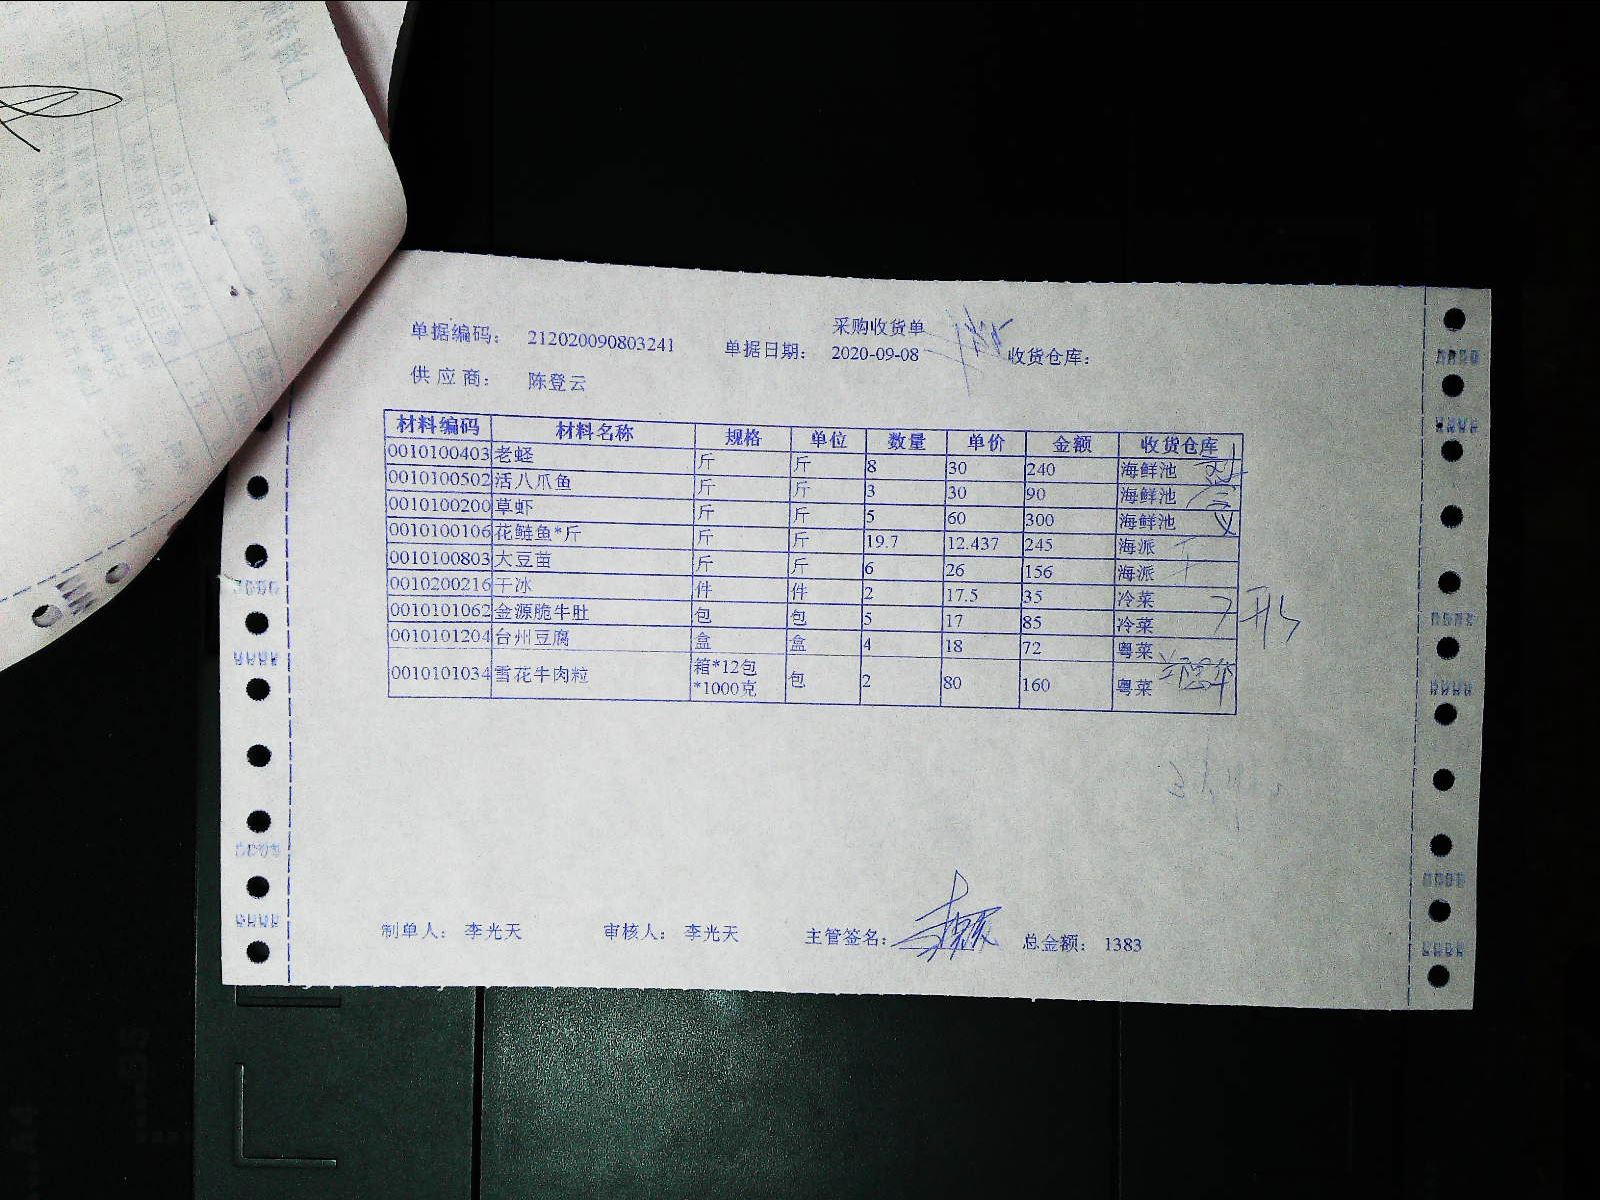 采购收货单
单据编码: 212020090803241 单据日期: 2020-09-08 收货仓库:
供应商: 陈登云
材料编码 材料名称 规格 单位 数量 单价 金额 收货仓库
0010100403 老蛏 斤 斤 8 30 240 海鲜池
0010100502 活八爪鱼 斤 斤 3 30 90 海鲜池
0010100200 草虾 斤 斤 5 60 300 海鲜池
0010100106 花鲢鱼*斤 斤 斤 19.7 12.437 245 海派
0010100803 大豆苗 斤 斤 6 26 156 海派
0010200216 干冰 件 件 2 17.5 35 冷菜
0010101062 金源脆牛肚 包 包 5 17 85 冷菜
0010101204 台州豆腐 盒 盒 4 18 72 粤菜
0010101034 雪花牛肉粒 箱*12包*1000克 包 2 80 160 粤菜
制单人: 李光天 审核人: 李光天 主管签名: 总金额: 1383